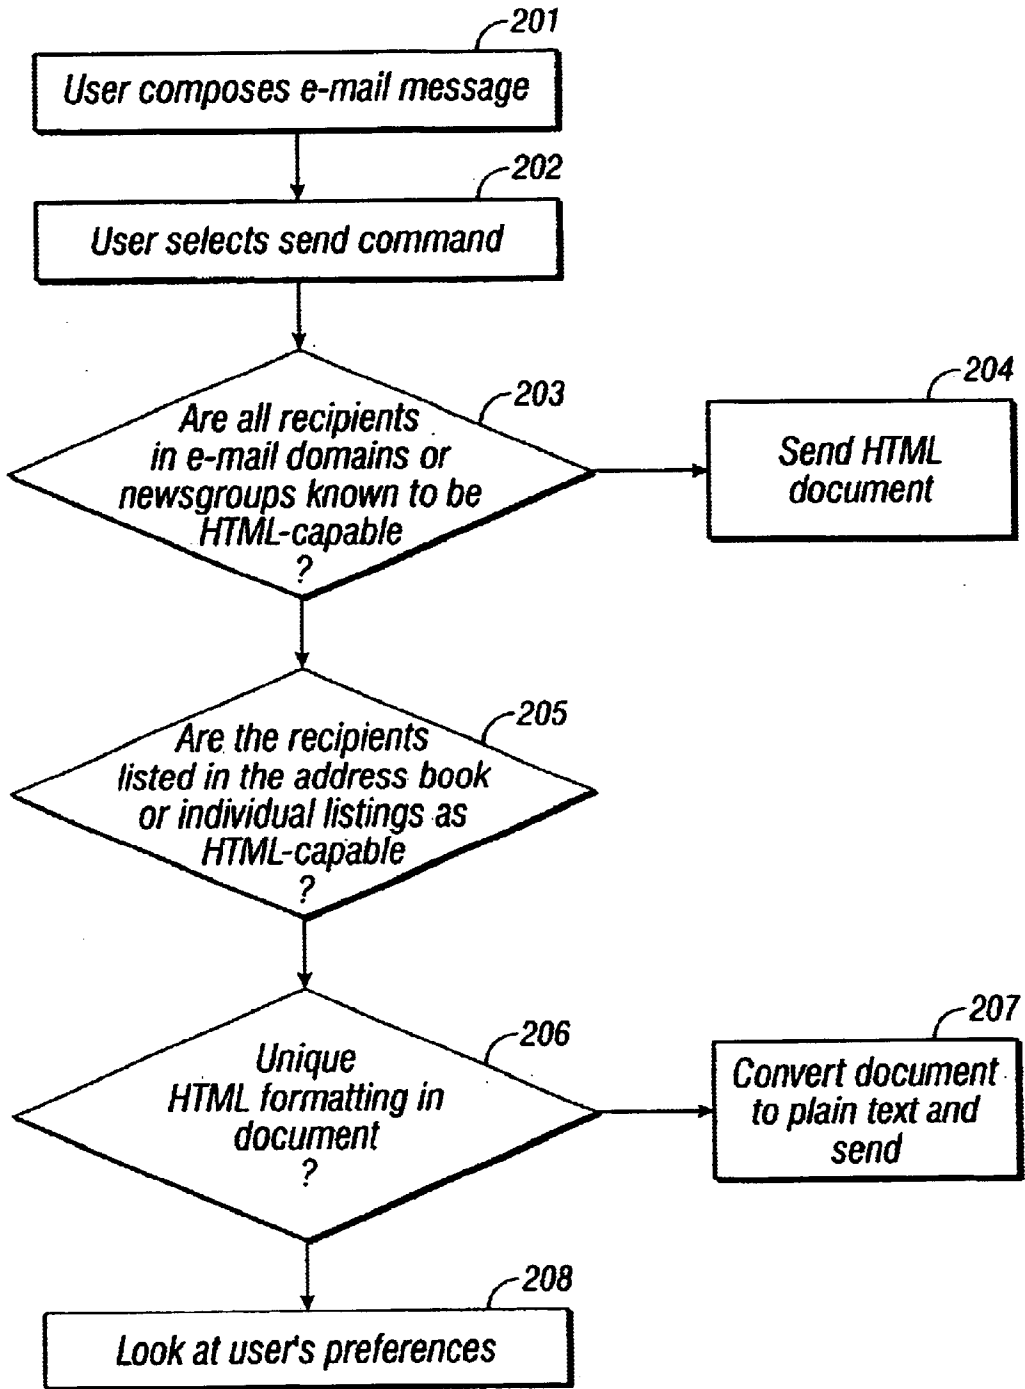 201
User composes e-mail message
202
User selects send command
203
Are all recipients
in e-mail domains or
newsgroups known to be
HTML-capable
?
204
Send HTML
document
205
Are the recipients
listed in the address book
or individual listings as
HTML-capable
?
206
Unique
HTML formatting in
document
?
207
Convert document
to plain text and
send
208
Look at user's preferences